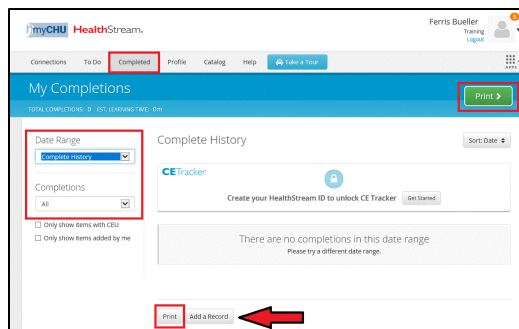 Ferris Bueller
Training
Logout
5
myCHU HealthStream.
Connections To Do Completed Profile Catalog Help Take a Tour
APPS
My Completions
Print >
TOTAL COMPLETIONS: 0 EST. LEARNING TIME: 0m
Date Range
Complete History
Completions
All
Only show items with CEU
Only show items added by me
Complete History
Sort: Date
CETracker
Create your HealthStream ID to unlock CE Tracker Get Started
There are no completions in this date range
Please try a different date range.
Print Add a Record